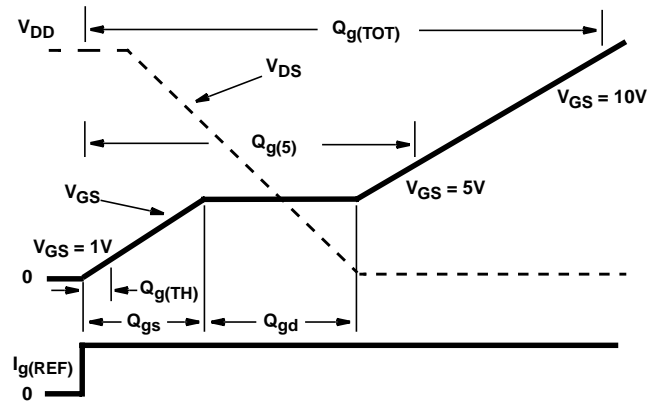 V_DD
Q_g(TOT)
V_DS
V_GS = 10V
Q_g(5)
V_GS
V_GS = 5V
V_GS = 1V
0
Q_g(TH)
Q_gs
Q_gd
I_g(REF)
0